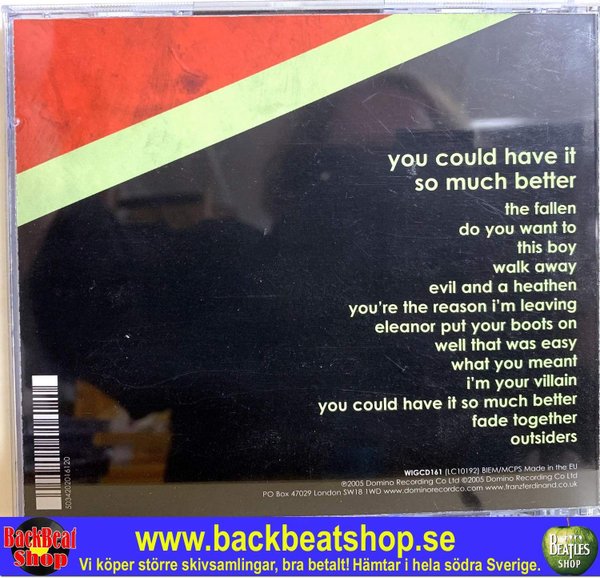 you could have it
so much better
the fallen
do you want to
this boy
walk away
evil and a heathen
you're the reason i'm leaving
eleanor put your boots on
well that was easy
what you meant
i'm your villain
you could have it so much better
fade together
outsiders
WIGCD161 (LC10192) BIEM/MCPS Made in the EU
℗2005 Domino Recording Co Ltd ©2005 Domino Recording Co Ltd
PO Box 47029 London SW18 1WD www.dominorecordco.com www.franzferdinand.co.uk
5034202016120
BackBeat
Shop
www.backbeatshop.se
Vi köper större skivsamlingar, bra betalt! Hämtar i hela södra Sverige.
BEATLES
SHOP